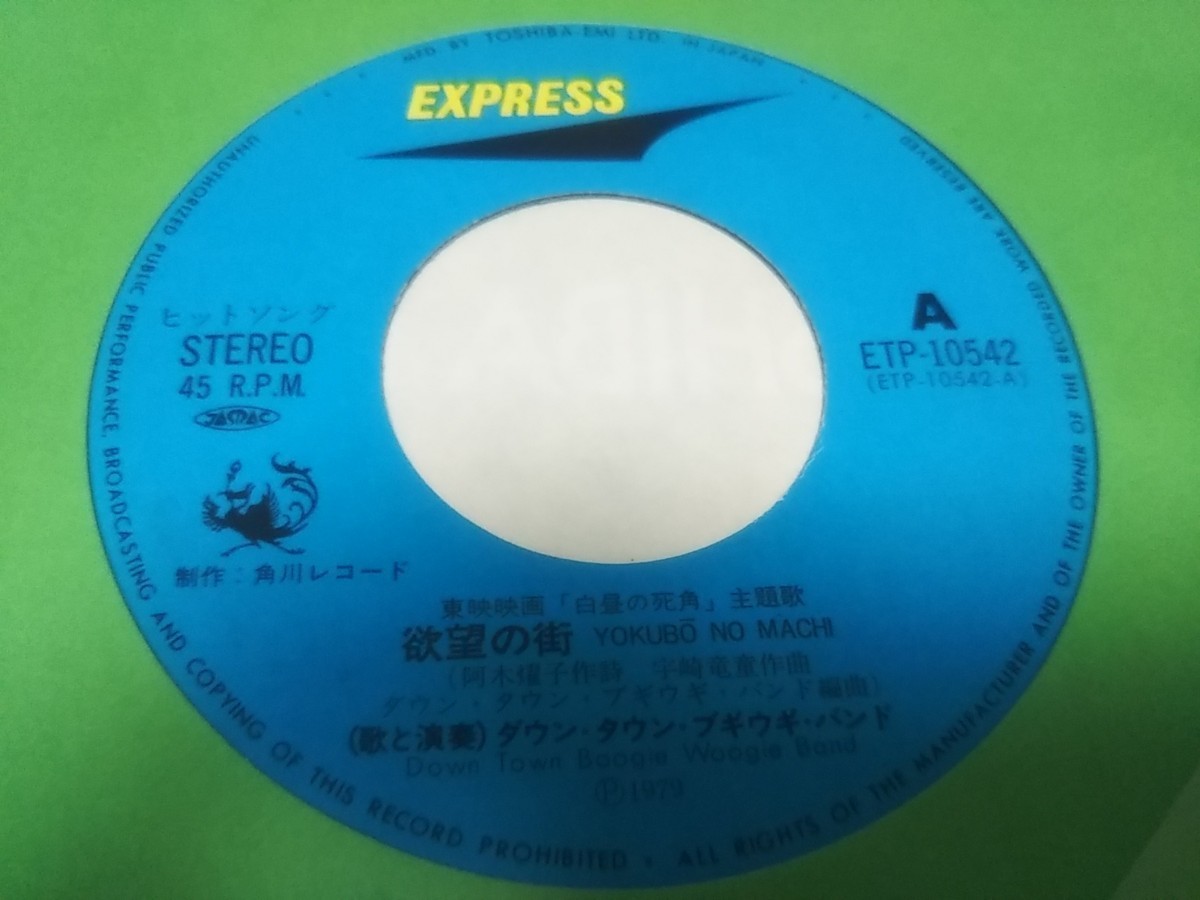 MFD BY TOSHIBA-EMI LTD. IN JAPAN
EXPRESS
ヒットソング
STEREO
45 R.P.M.
JASRAC
制作:角川レコード
A
ETP-10542
(ETP-10542-A)
東映映画「白昼の死角」主題歌
欲望の街 YOKUBŌ NO MACHI
(阿木燿子作詩 宇崎竜童作曲
ダウン・タウン・ブギウギ・バンド編曲)
(歌と演奏) ダウン・タウン・ブギウギ・バンド
Down Town Boogie Woogie Band
Ⓟ1979
UNAUTHORIZED PUBLIC PERFORMANCE, BROADCASTING AND COPYING OF THIS RECORD PROHIBITED · ALL RIGHTS OF THE MANUFACTURER AND OF THE OWNER OF THE RECORDED WORK ARE RESERVED